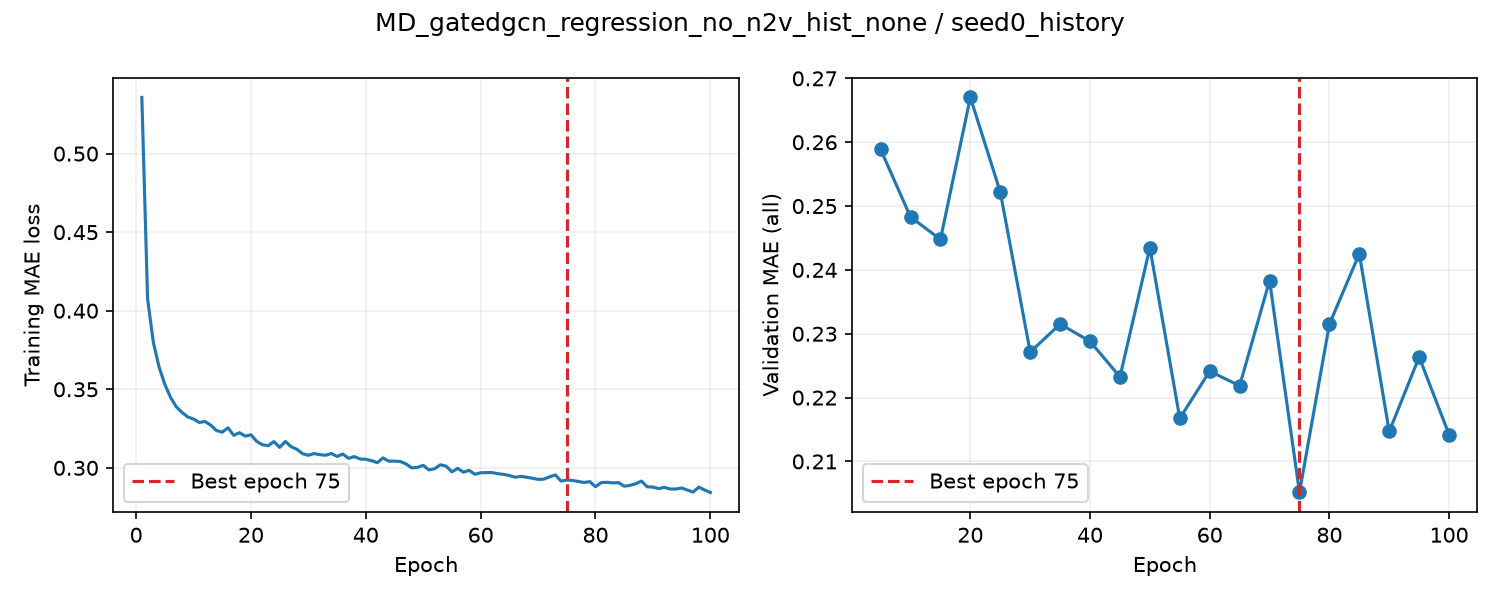 MD_gatedgcn_regression_no_n2v_hist_none / seed0_history
Training MAE loss
0.50
0.45
0.40
0.35
0.30
Best epoch 75
0 20 40 60 80 100
Epoch
Validation MAE (all)
0.27
0.26
0.25
0.24
0.23
0.22
0.21
Best epoch 75
20 40 60 80 100
Epoch